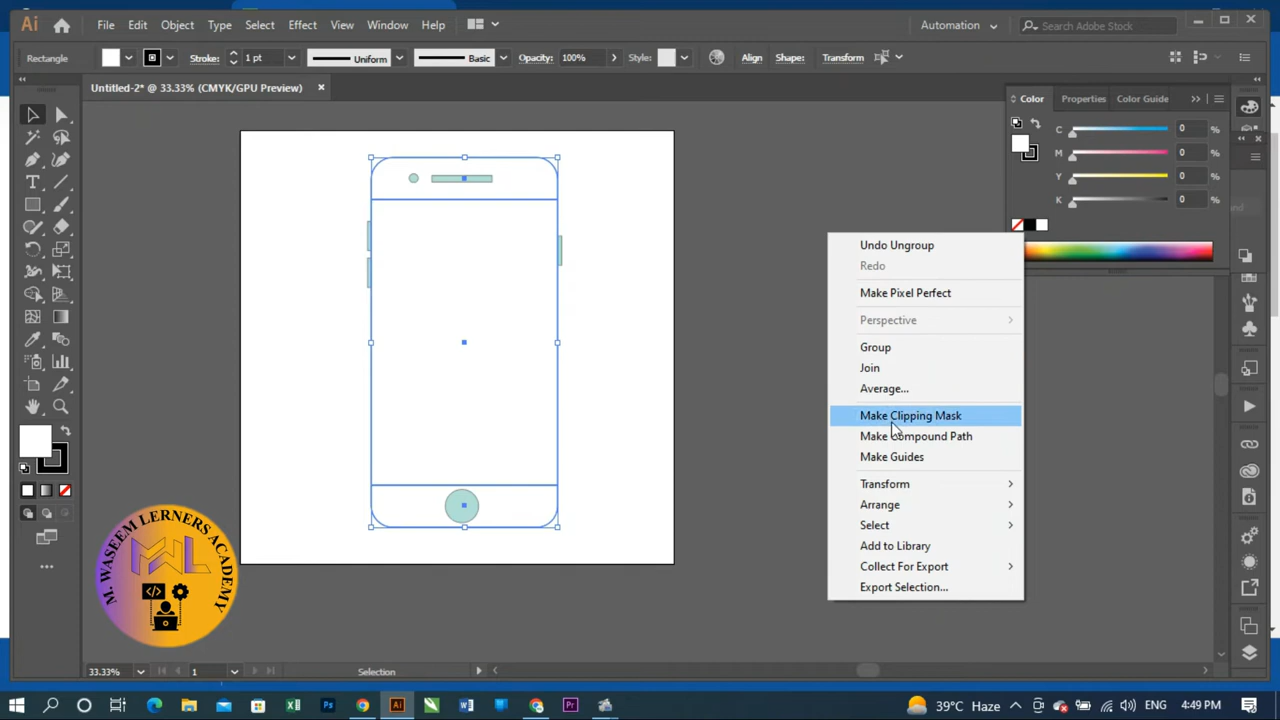 Ai File Edit Object Type Select Effect View Window Help Automation Search Adobe Stock
Rectangle Stroke: 1 pt Uniform Basic Opacity: 100% Style: Align Shape: Transform
Untitled-2* @ 33.33% (CMYK/GPU Preview) ×
Color Properties Color Guide
C 0 %
M 0 %
Y 0 %
K 0 %
Undo Ungroup
Redo
Make Pixel Perfect
Perspective
Group
Join
Average...
Make Clipping Mask
Make Compound Path
Make Guides
Transform
Arrange
Select
Add to Library
Collect For Export
Export Selection...
M. WASEEM LERNERS ACADEMY
MWL
33.33% 1 Selection
Ps Ai Pr 39°C Haze ENG 4:49 PM